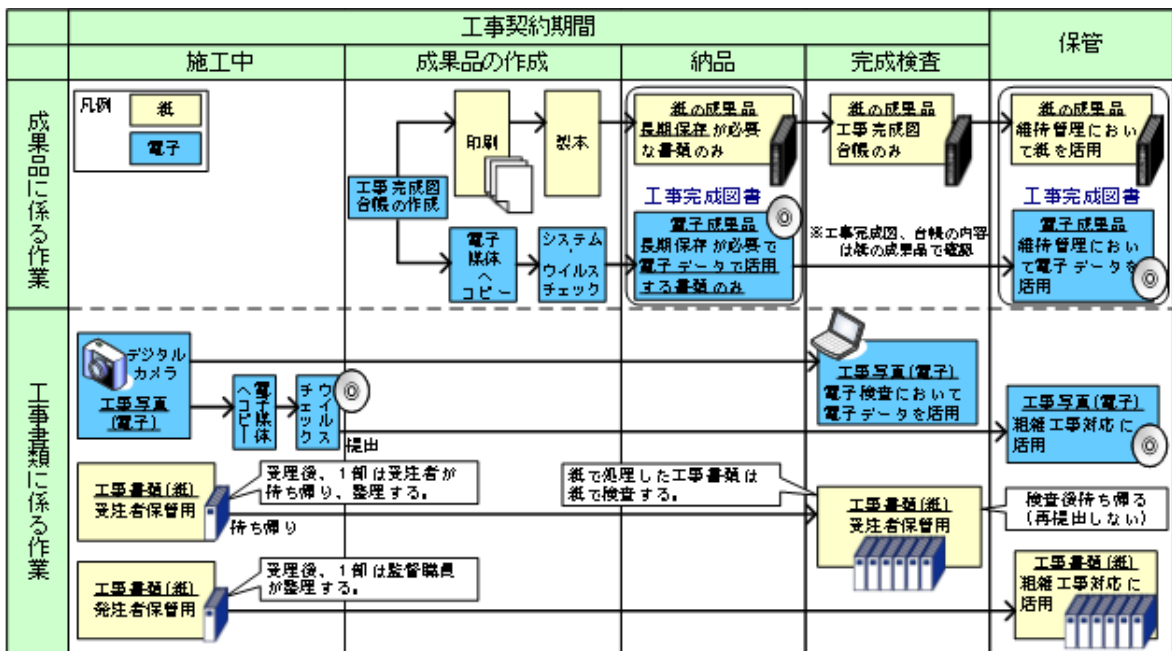 工事契約期間
保管
施工中
成果品の作成
納品
完成検査
成果品に係る作業
凡例
紙
電子
工事完成図
台帳の作成
印刷
製本
電子
媒体
へ
コピー
システム
・
ウイルス
チェック
紙の成果品
長期保存が必要
な書類のみ
工事完成図書
電子成果品
長期保存が必要で
電子データで活用
する書類のみ
紙の成果品
工事完成図
台帳のみ
※工事完成図、台帳の内容
は紙の成果品で確認
紙の成果品
維持管理におい
て紙を活用
工事完成図書
電子成果品
維持管理におい
て電子データを
活用
工事書類に係る作業
デジタル
カメラ
工事写真
(電子)
電子媒体
へコピー
ウイルス
チェック
提出
工事写真(電子)
電子検査において
電子データを活用
工事写真(電子)
粗雑工事対応に
活用
工事書類(紙)
受注者保管用
受理後、1部は受注者が
持ち帰り、整理する。
持ち帰り
紙で処理した工事書類は
紙で検査する。
工事書類(紙)
受注者保管用
検査後持ち帰る
(再提出しない)
工事書類(紙)
発注者保管用
受理後、1部は監督職員
が整理する。
工事書類(紙)
粗雑工事対応に
活用